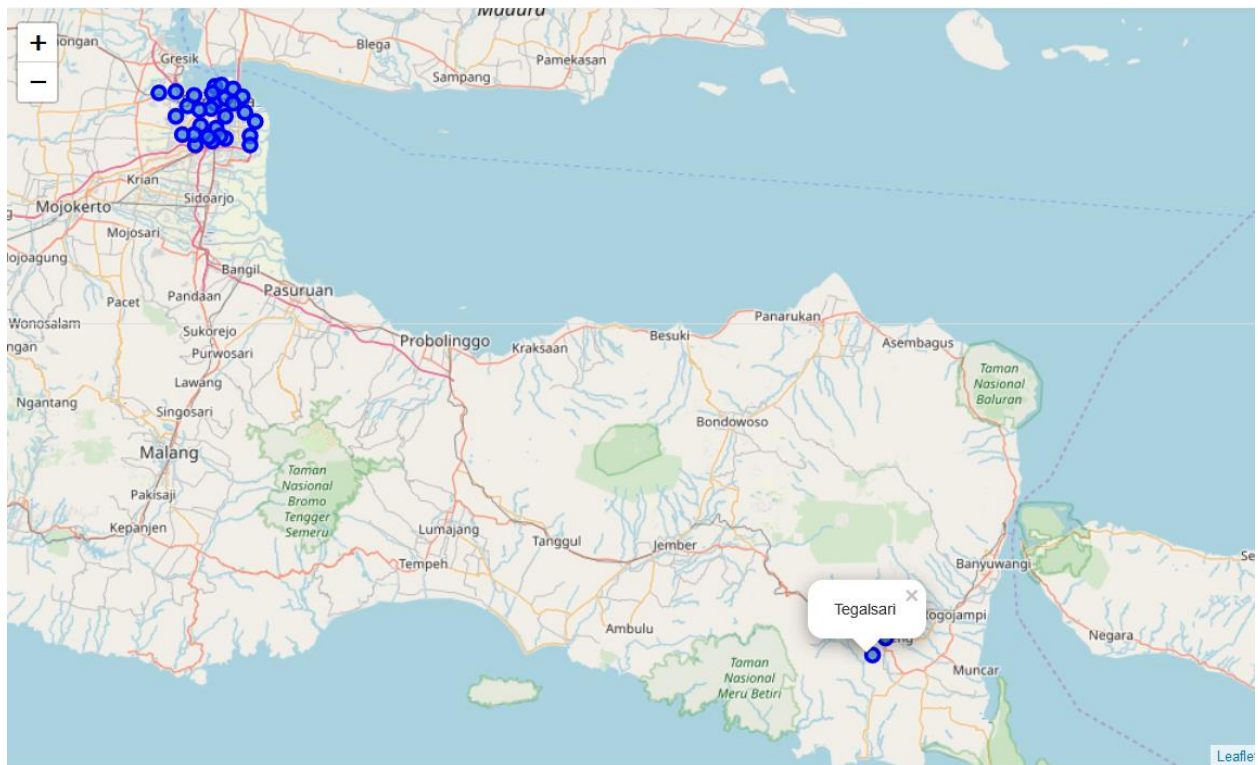 Madura
+
−
Gresik
Blega
Pamekasan
Sampang
Krian
Mojokerto
Sidoarjo
Mojosari
Bangil
Pasuruan
Pacet
Pandaan
Wonosalam
Sukorejo
Purwosari
Probolinggo
Kraksaan
Besuki
Panarukan
Asembagus
Lawang
Ngantang
Singosari
Malang
Taman
Nasional
Baluran
Bondowoso
Taman
Nasional
Bromo
Tengger
Semeru
Pakisaji
Kepanjen
Lumajang
Tempeh
Tanggul
Jember
Banyuwangi
Tegalsari
×
Ambulu
Negara
Taman
Nasional
Meru Betiri
Muncar